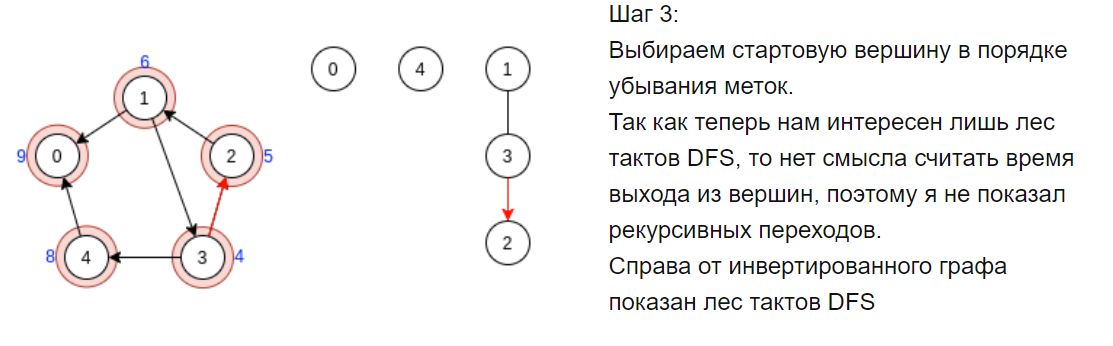 6
1
9
0
2
5
8
4
3
4
0
4
1
3
2
Шаг 3:
Выбираем стартовую вершину в порядке
убывания меток.
Так как теперь нам интересен лишь лес
тактов DFS, то нет смысла считать время
выхода из вершин, поэтому я не показал
рекурсивных переходов.
Справа от инвертированного графа
показан лес тактов DFS